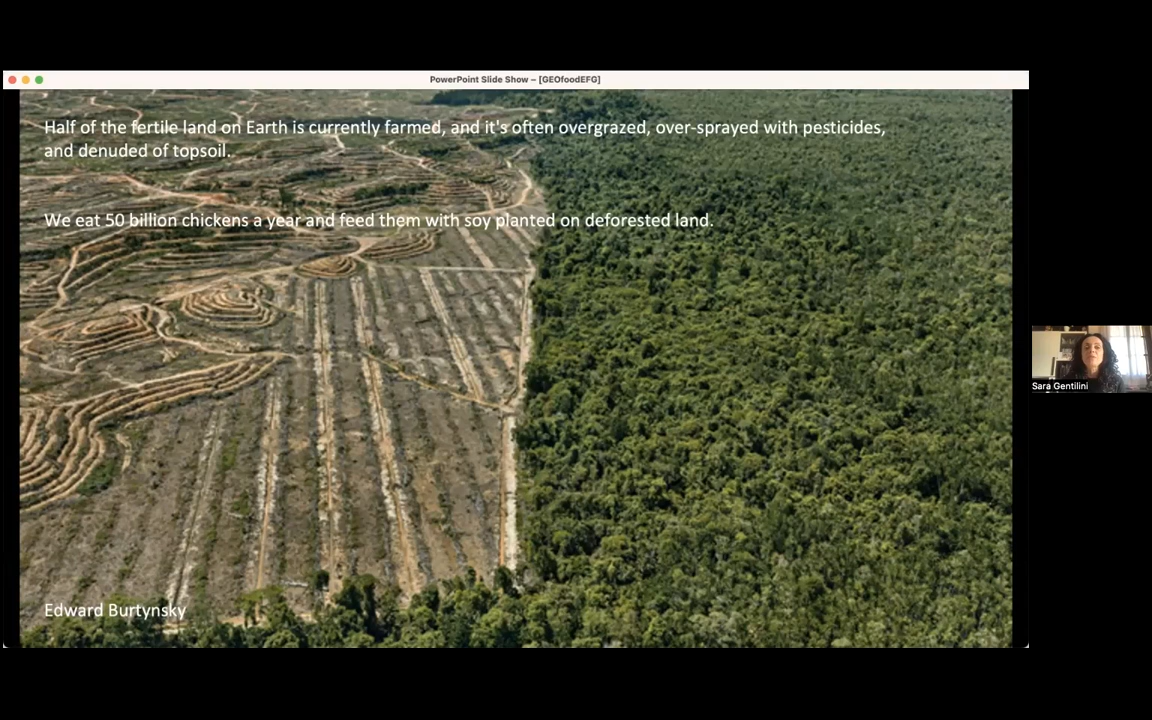 PowerPoint Slide Show – [GEOfoodEFG]
Half of the fertile land on Earth is currently farmed, and it's often overgrazed, over-sprayed with pesticides,
and denuded of topsoil.
We eat 50 billion chickens a year and feed them with soy planted on deforested land.
Sara Gentilini
Edward Burtynsky